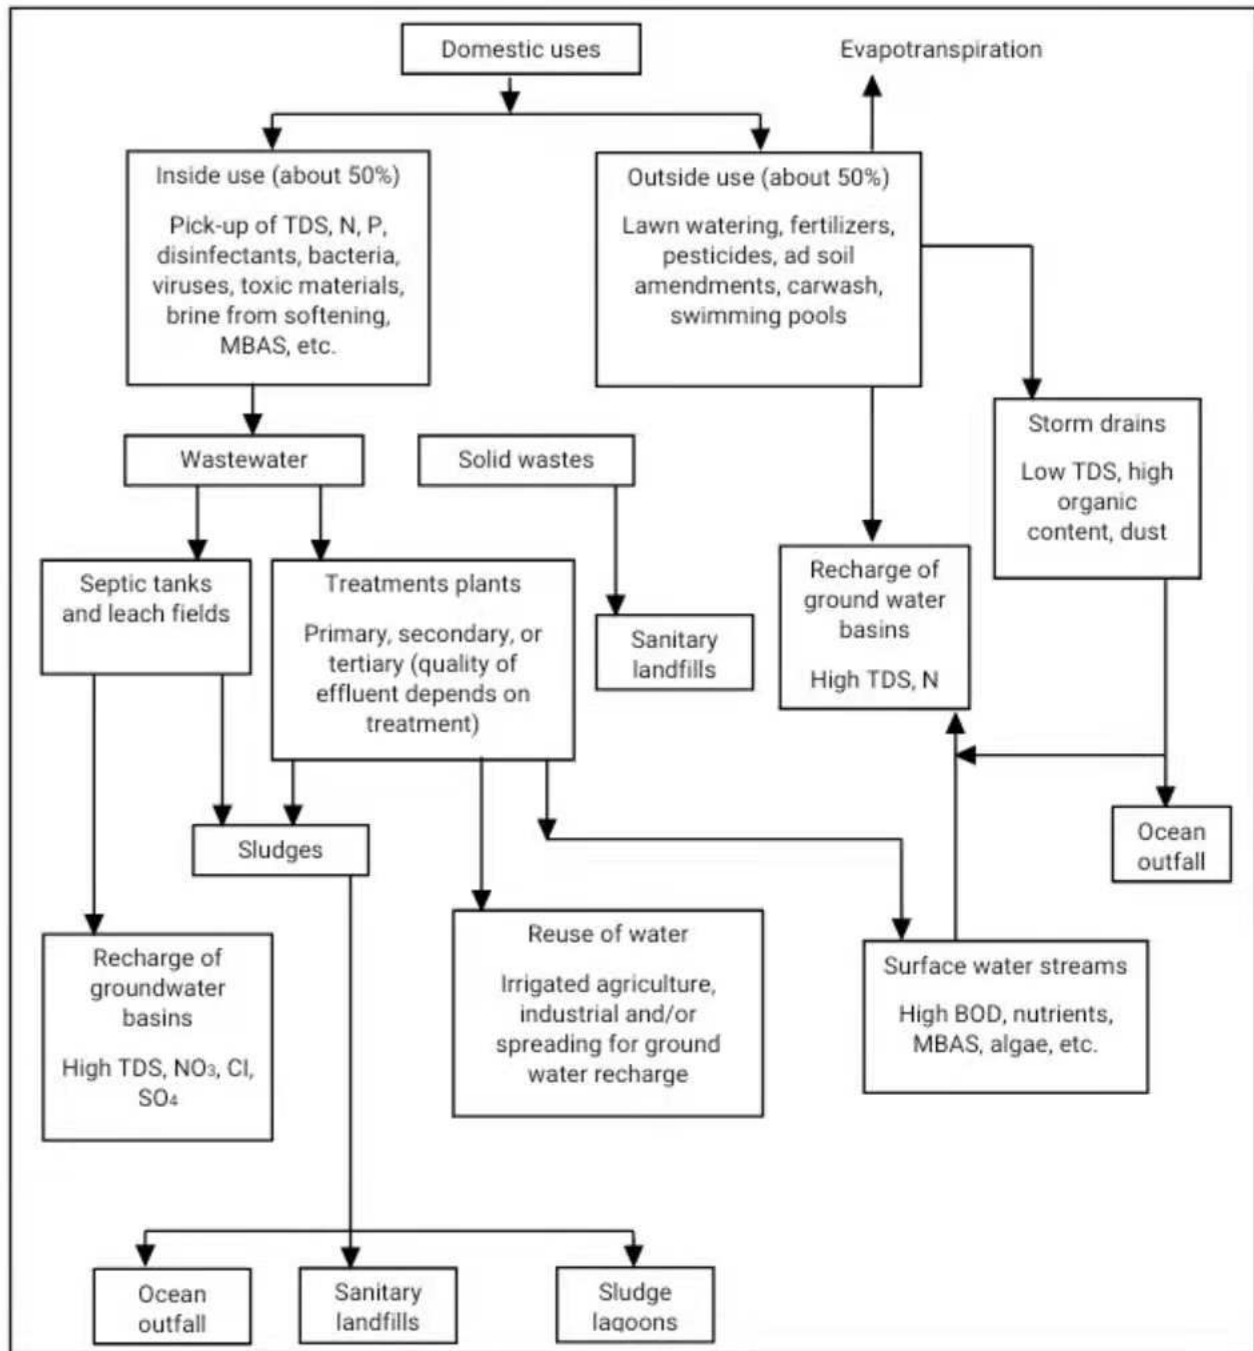 Domestic uses
Evapotranspiration
Inside use (about 50%)
Pick-up of TDS, N, P,
disinfectants, bacteria,
viruses, toxic materials,
brine from softening,
MBAS, etc.
Outside use (about 50%)
Lawn watering, fertilizers,
pesticides, ad soil
amendments, carwash,
swimming pools
Storm drains
Low TDS, high
organic
content, dust
Wastewater
Solid wastes
Septic tanks
and leach fields
Treatments plants
Primary, secondary, or
tertiary (quality of
effluent depends on
treatment)
Sanitary
landfills
Recharge of
ground water
basins
High TDS, N
Ocean
outfall
Sludges
Recharge of
groundwater
basins
High TDS, NO₃, Cl,
SO₄
Reuse of water
Irrigated agriculture,
industrial and/or
spreading for ground
water recharge
Surface water streams
High BOD, nutrients,
MBAS, algae, etc.
Ocean
outfall
Sanitary
landfills
Sludge
lagoons